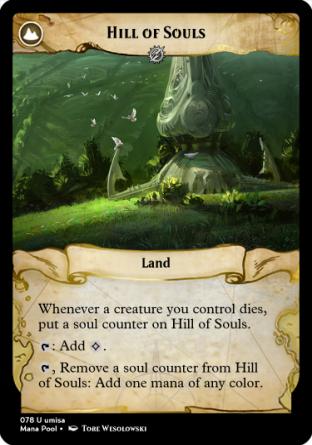 Hill of Souls
Land
Whenever a creature you control dies,
put a soul counter on Hill of Souls.
: Add .
, Remove a soul counter from Hill
of Souls: Add one mana of any color.
078 U umisa
Mana Pool • Tore Wesolowski